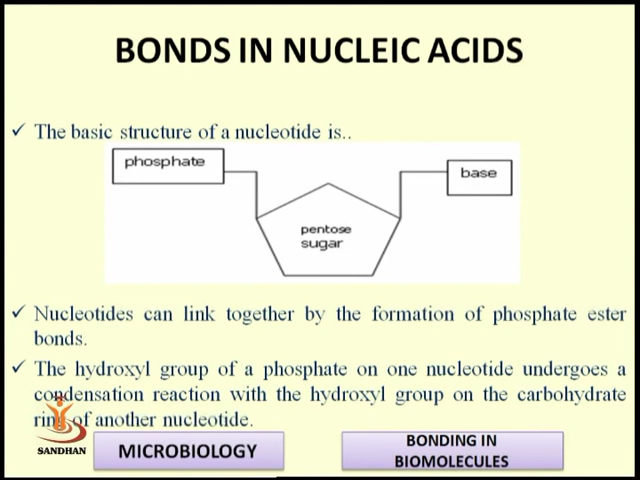 BONDS IN NUCLEIC ACIDS
✓ The basic structure of a nucleotide is..
phosphate
base
pentose
sugar
✓ Nucleotides can link together by the formation of phosphate ester
bonds.
✓ The hydroxyl group of a phosphate on one nucleotide undergoes a
condensation reaction with the hydroxyl group on the carbohydrate
ring of another nucleotide.
SANDHAN
MICROBIOLOGY
BONDING IN
BIOMOLECULES